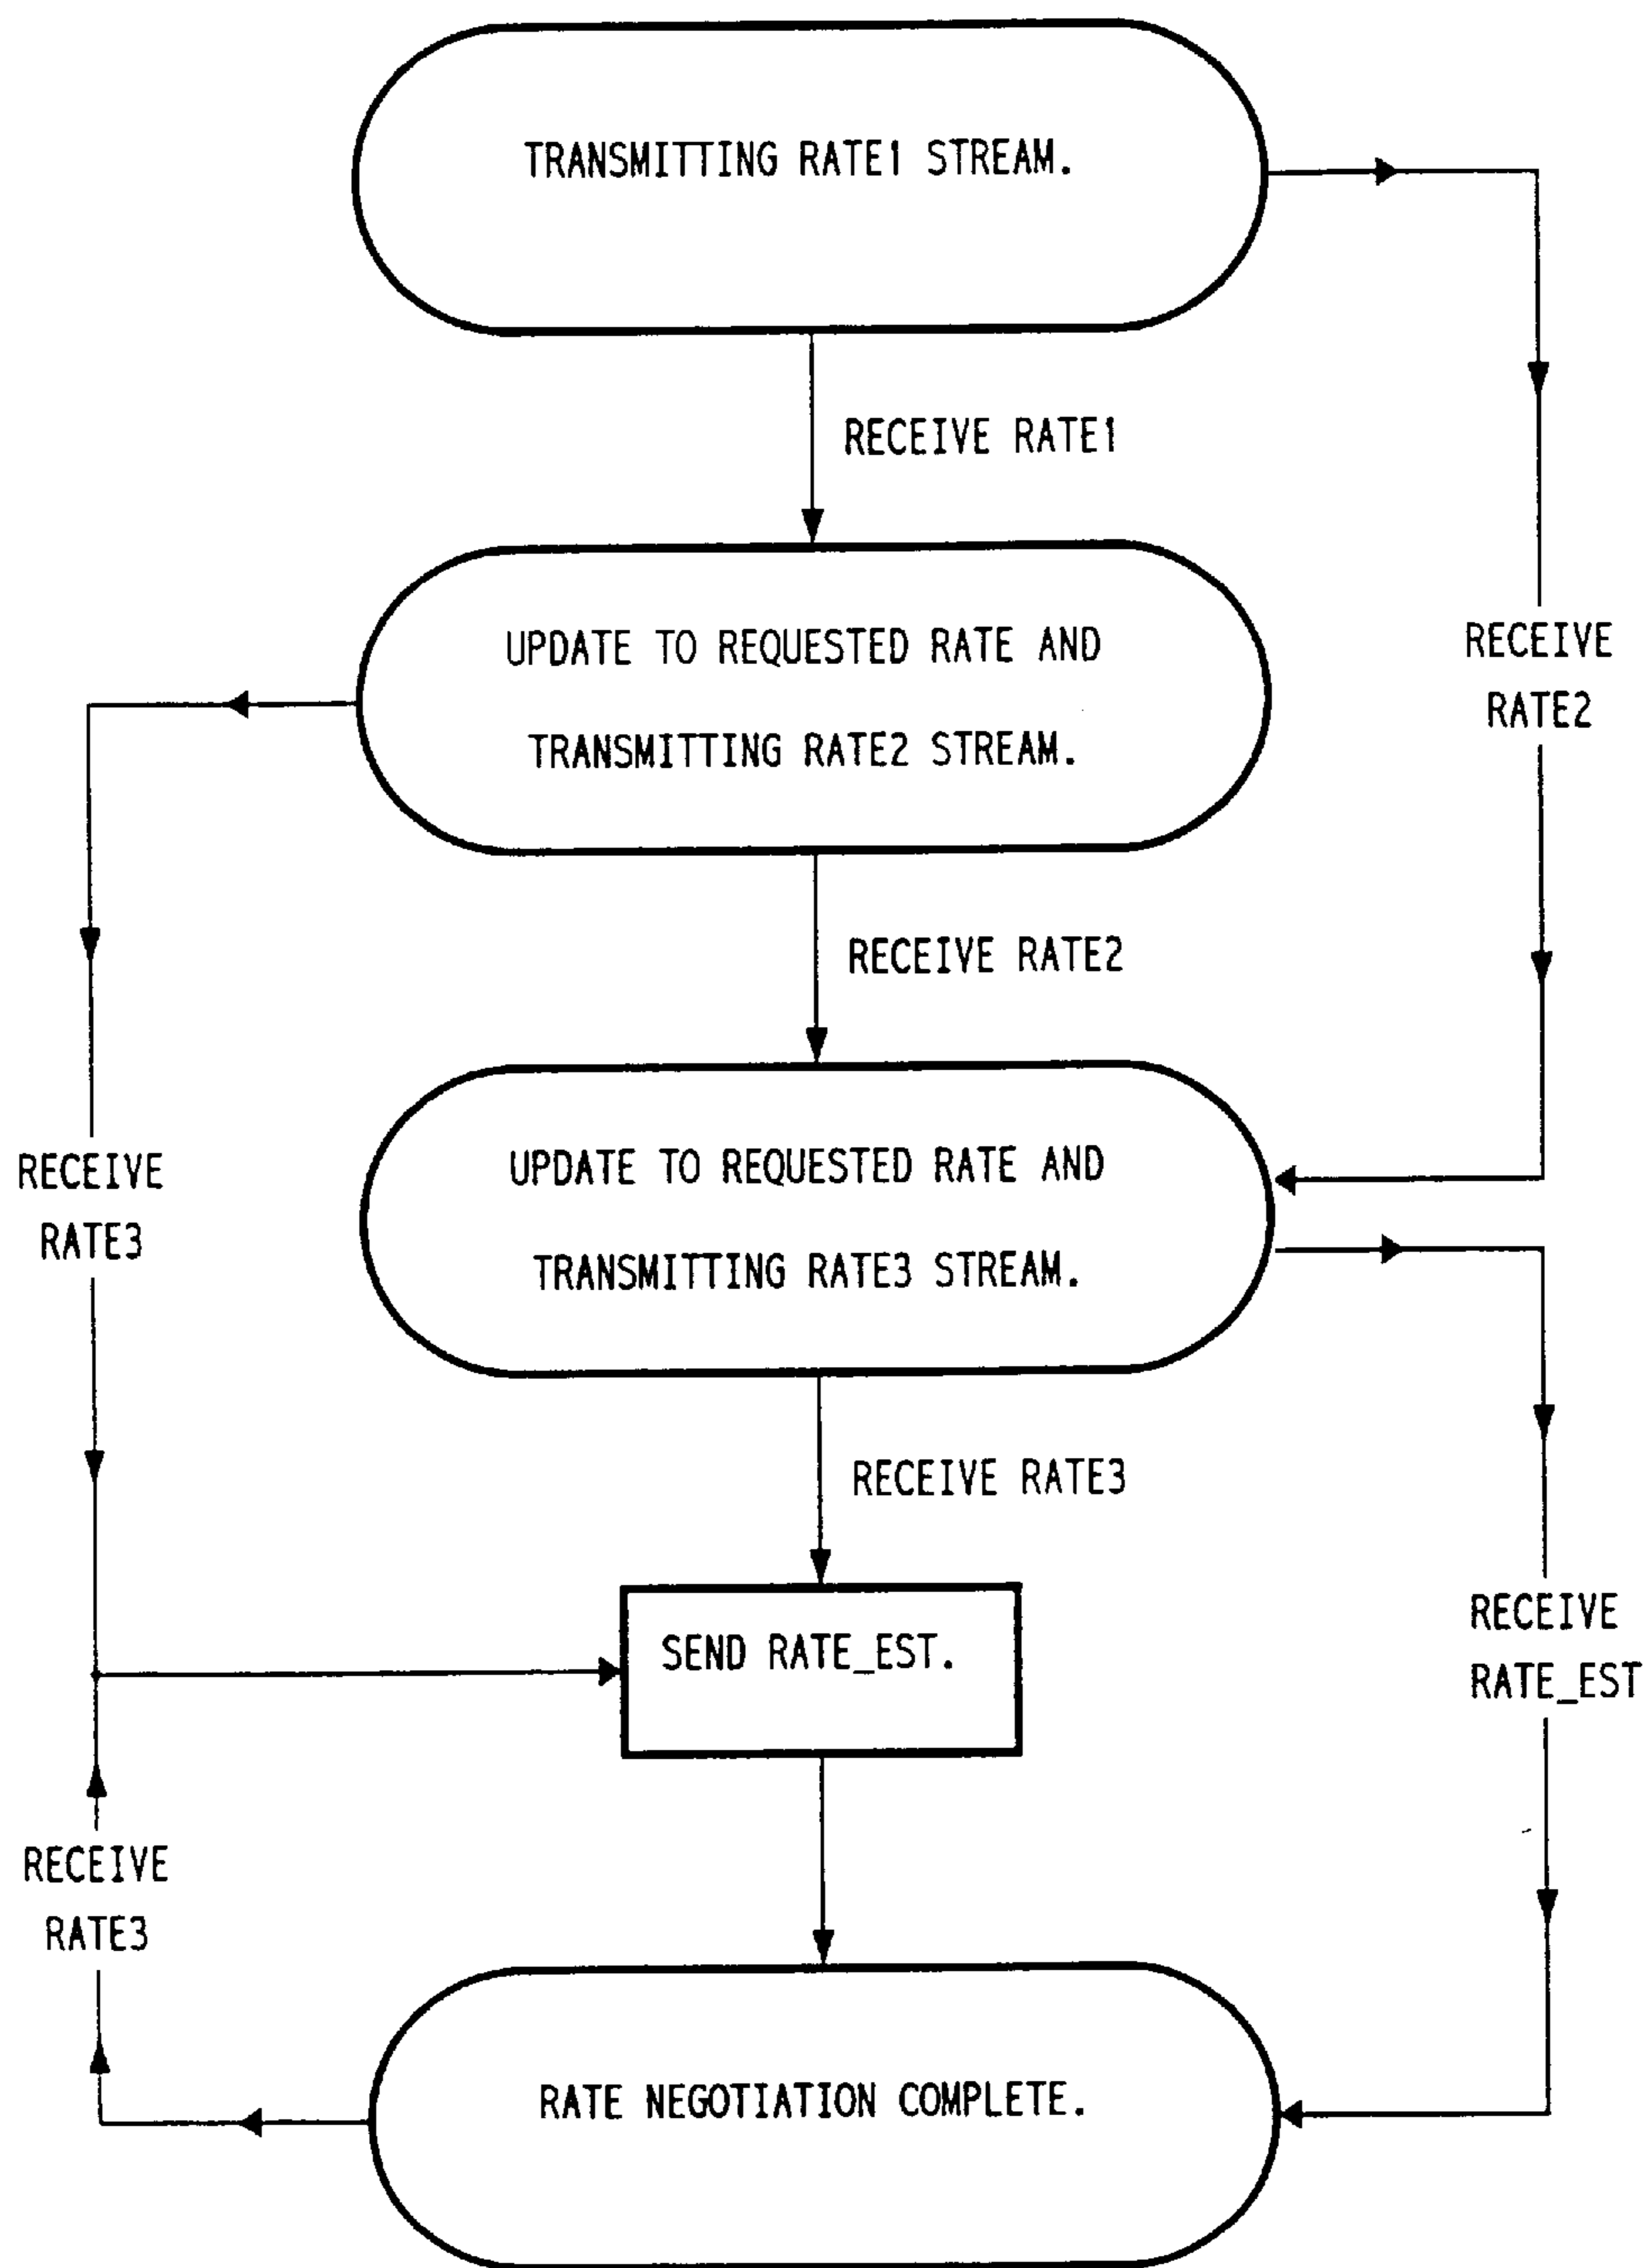 TRANSMITTING RATE1 STREAM.
RECEIVE RATE1
UPDATE TO REQUESTED RATE AND
TRANSMITTING RATE2 STREAM.
RECEIVE
RATE2
RECEIVE RATE2
RECEIVE
RATE3
UPDATE TO REQUESTED RATE AND
TRANSMITTING RATE3 STREAM.
RECEIVE RATE3
SEND RATE_EST.
RECEIVE
RATE_EST
RECEIVE
RATE3
RATE NEGOTIATION COMPLETE.